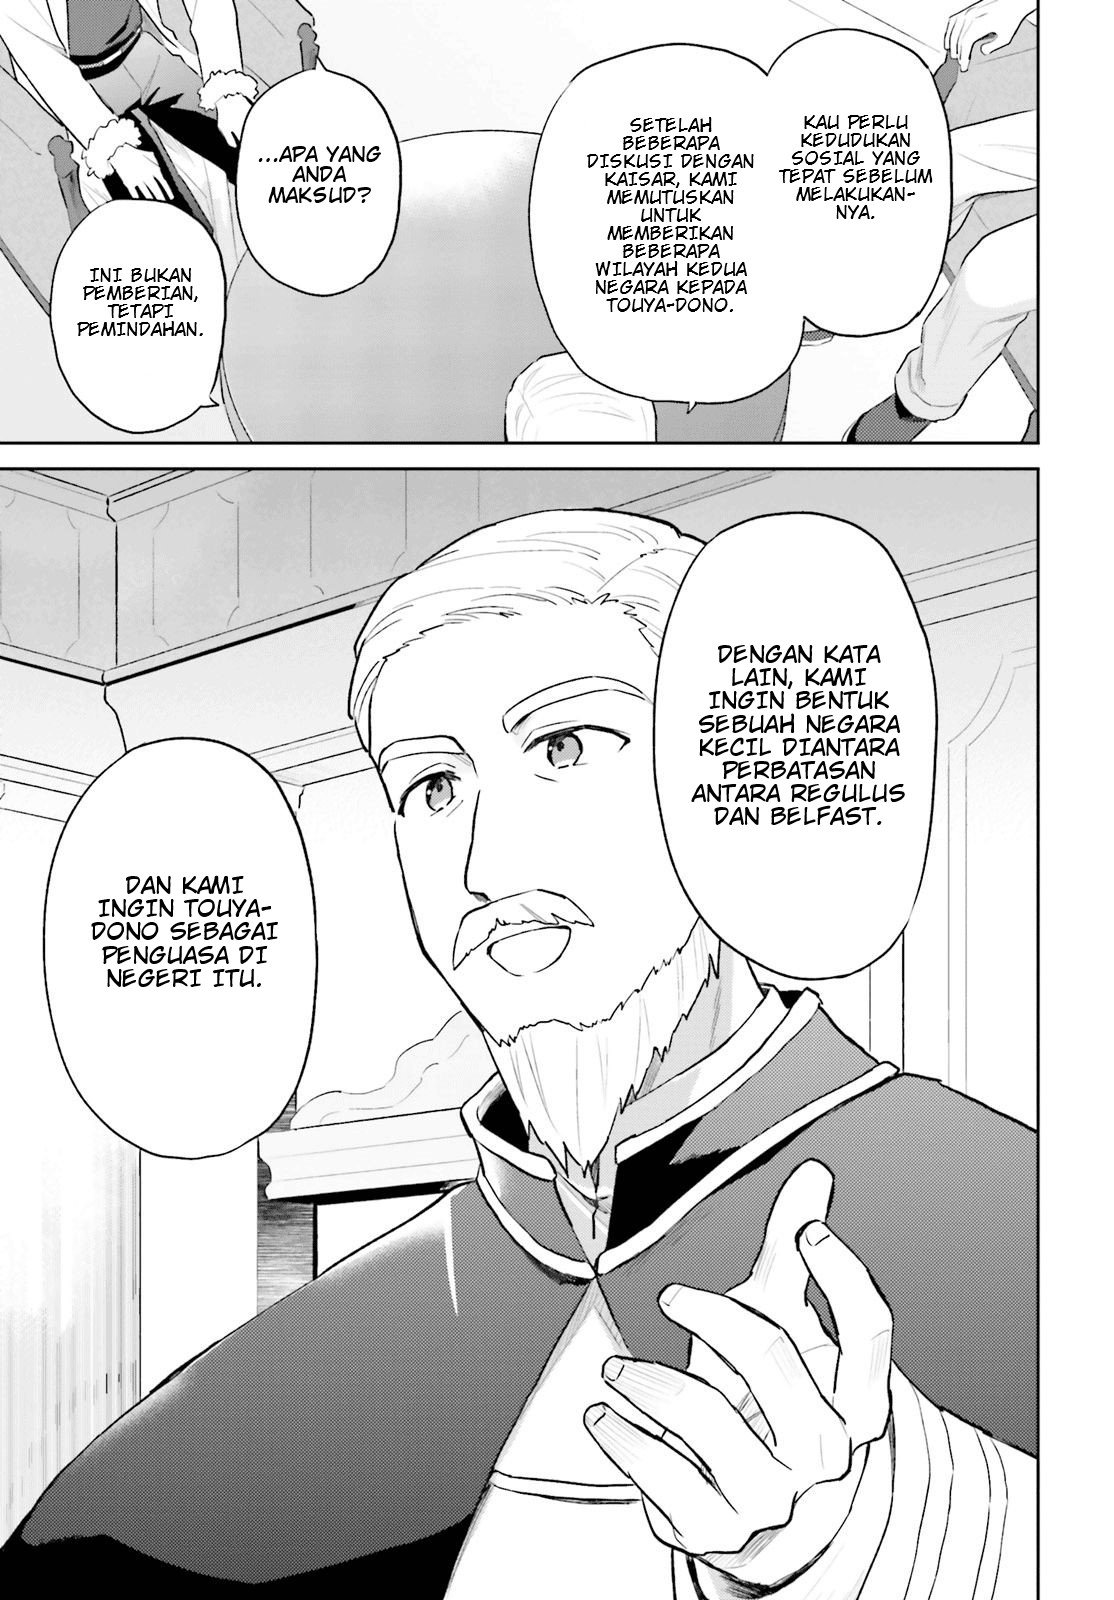 KAU PERLU
KEDUDUKAN
SOSIAL YANG
TEPAT SEBELUM
MELAKUKAN-
NYA.
SETELAH
BEBERAPA
DISKUSI DENGAN
KAISAR, KAMI
MEMUTUSKAN
UNTUK
MEMBERIKAN
BEBERAPA
WILAYAH KEDUA
NEGARA KEPADA
TOUYA-DONO.
...APA YANG
ANDA
MAKSUD?
INI BUKAN
PEMBERIAN,
TETAPI
PEMINDAHAN.
DENGAN KATA
LAIN, KAMI
INGIN BENTUK
SEBUAH NEGARA
KECIL DIANTARA
PERBATASAN
ANTARA REGULUS
DAN BELFAST.
DAN KAMI
INGIN TOUYA-
DONO SEBAGAI
PENGUASA DI
NEGERI ITU.